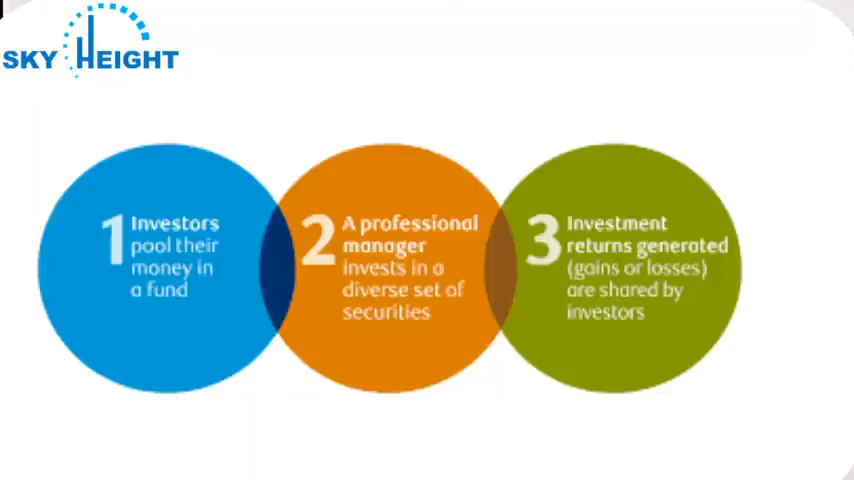 SKY HEIGHT
1 Investors
pool their
money in
a fund
2 A professional
manager
invests in a
diverse set of
securities
3 Investment
returns generated
(gains or losses)
are shared by
investors